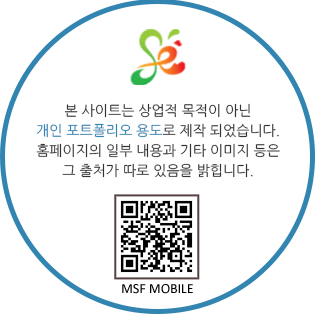 본 사이트는 상업적 목적이 아닌
개인 포트폴리오 용도로 제작 되었습니다.
홈페이지의 일부 내용과 기타 이미지 등은
그 출처가 따로 있음을 밝힙니다.
MSF MOBILE